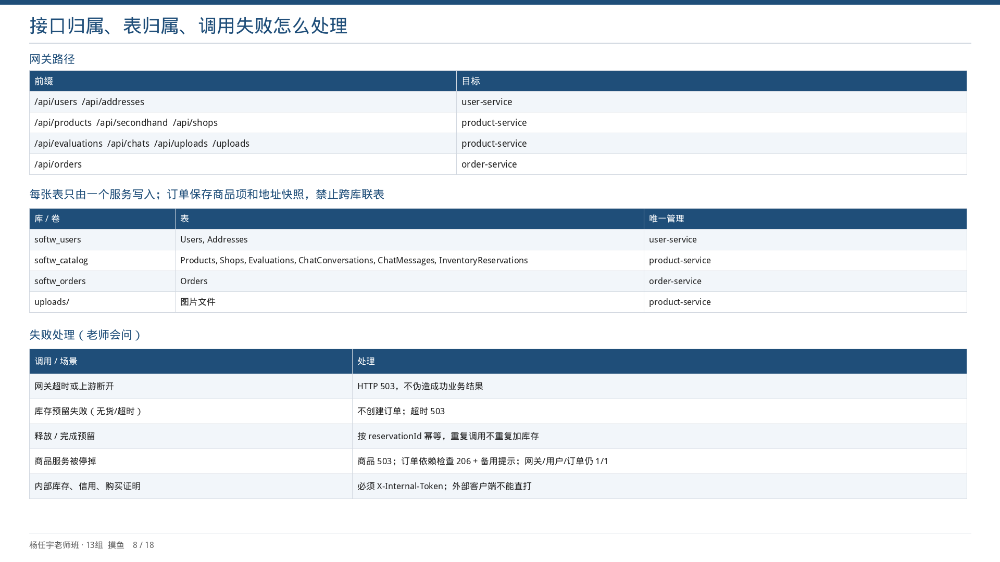 接口归属、表归属、调用失败怎么处理
网关路径
前缀 目标
/api/users /api/addresses user-service
/api/products /api/secondhand /api/shops product-service
/api/evaluations /api/chats /api/uploads /uploads product-service
/api/orders order-service
每张表只由一个服务写入；订单保存商品项和地址快照，禁止跨库联表
库 / 卷 表 唯一管理
softw_users Users, Addresses user-service
softw_catalog Products, Shops, Evaluations, ChatConversations, ChatMessages, InventoryReservations product-service
softw_orders Orders order-service
uploads/ 图片文件 product-service
失败处理（老师会问）
调用 / 场景 处理
网关超时或上游断开 HTTP 503，不伪造成功业务结果
库存预留失败（无货/超时） 不创建订单；超时 503
释放 / 完成预留 按 reservationId 幂等，重复调用不重复加库存
商品服务被停掉 商品 503；订单依赖检查 206 + 备用提示；网关/用户/订单仍 1/1
内部库存、信用、购买证明 必须 X-Internal-Token；外部客户端不能直打
杨任宇老师班 · 13组 摸鱼 8 / 18